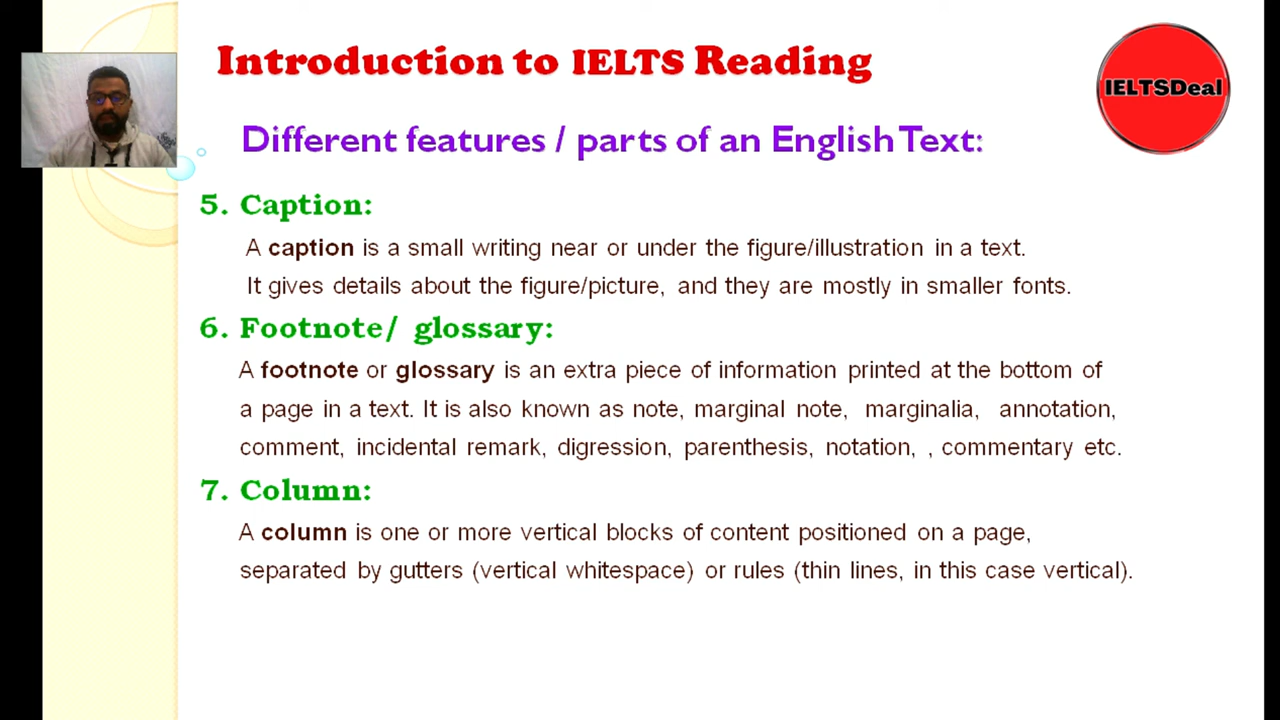 Introduction to IELTS Reading
IELTSDeal
Different features / parts of an English Text:
5. Caption:
A caption is a small writing near or under the figure/illustration in a text.
It gives details about the figure/picture, and they are mostly in smaller fonts.
6. Footnote/ glossary:
A footnote or glossary is an extra piece of information printed at the bottom of
a page in a text. It is also known as note, marginal note, marginalia, annotation,
comment, incidental remark, digression, parenthesis, notation, , commentary etc.
7. Column:
A column is one or more vertical blocks of content positioned on a page,
separated by gutters (vertical whitespace) or rules (thin lines, in this case vertical).